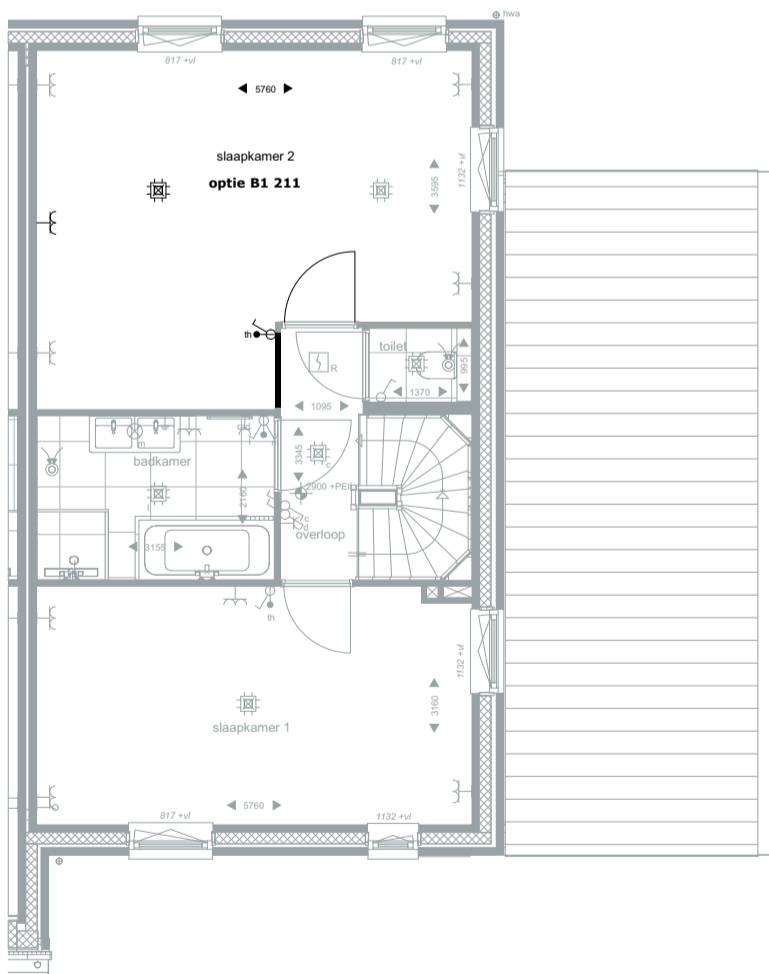 hwa
817 +vl
817 +vl
5760
slaapkamer 2
optie B1 211
3595
1132 +vl
th
toilet
R
995
1370
1095
m
badkamer
3345
c
2160
2900 +PEIL
l
c
d
overloop
3155
th
1132 +vl
3160
slaapkamer 1
5760
817 +vl
1132 +vl